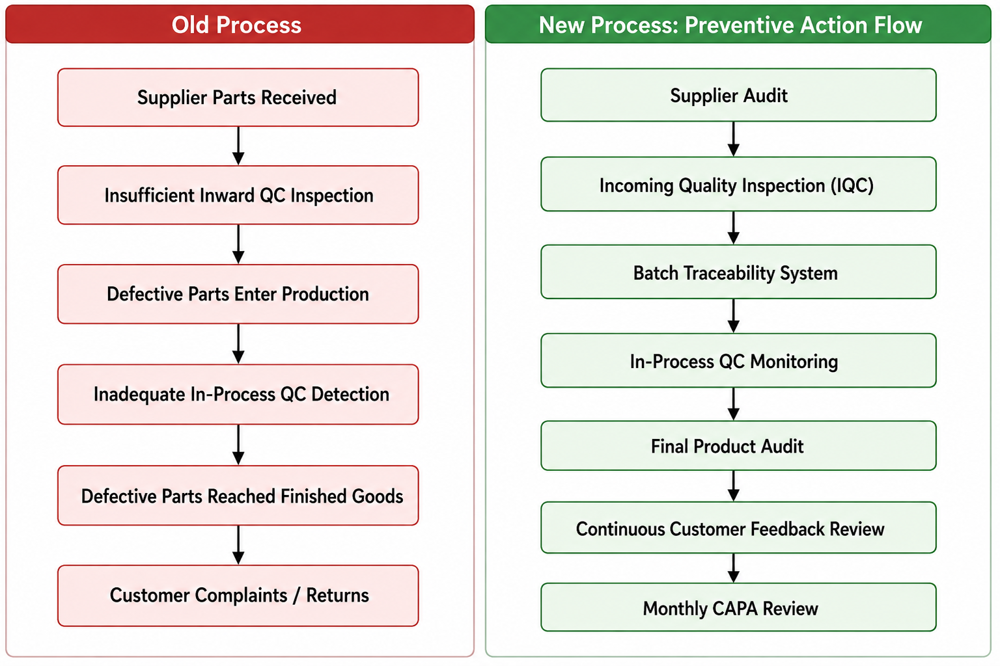 Old Process
Supplier Parts Received
Insufficient Inward QC Inspection
Defective Parts Enter Production
Inadequate In-Process QC Detection
Defective Parts Reached Finished Goods
Customer Complaints / Returns
New Process: Preventive Action Flow
Supplier Audit
Incoming Quality Inspection (IQC)
Batch Traceability System
In-Process QC Monitoring
Final Product Audit
Continuous Customer Feedback Review
Monthly CAPA Review